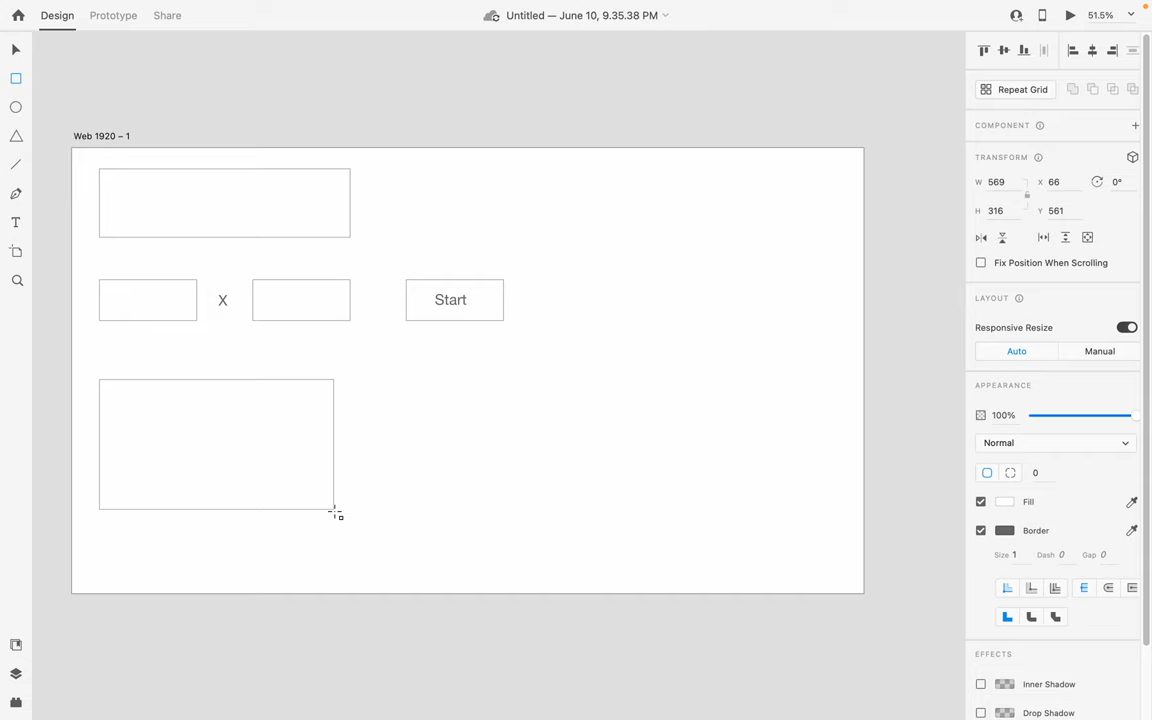 Design Prototype Share Untitled — June 10, 9.35.38 PM 51.5%
Web 1920 – 1
X Start
Repeat Grid
COMPONENT
TRANSFORM
W 569 X 66 0°
H 316 Y 561
Fix Position When Scrolling
LAYOUT
Responsive Resize
Auto Manual
APPEARANCE
100%
Normal
0
Fill
Border
Size 1 Dash 0 Gap 0
EFFECTS
Inner Shadow
Drop Shadow